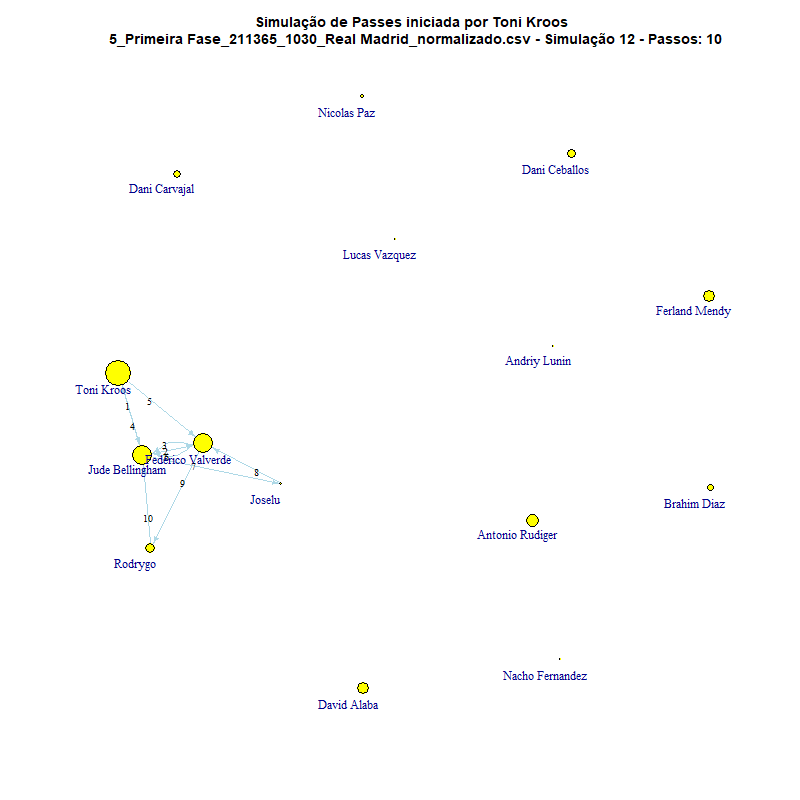 Simulação de Passes iniciada por Toni Kroos
5_Primeira Fase_211365_1030_Real Madrid_normalizado.csv - Simulação 12 - Passos: 10
Nicolas Paz
Dani Ceballos
Dani Carvajal
Lucas Vazquez
Ferland Mendy
Andriy Lunin
Toni Kroos
5
1
4
3
Federico Valverde
Jude Bellingham
8
9
Joselu
Brahim Diaz
10
Antonio Rudiger
Rodrygo
Nacho Fernandez
David Alaba